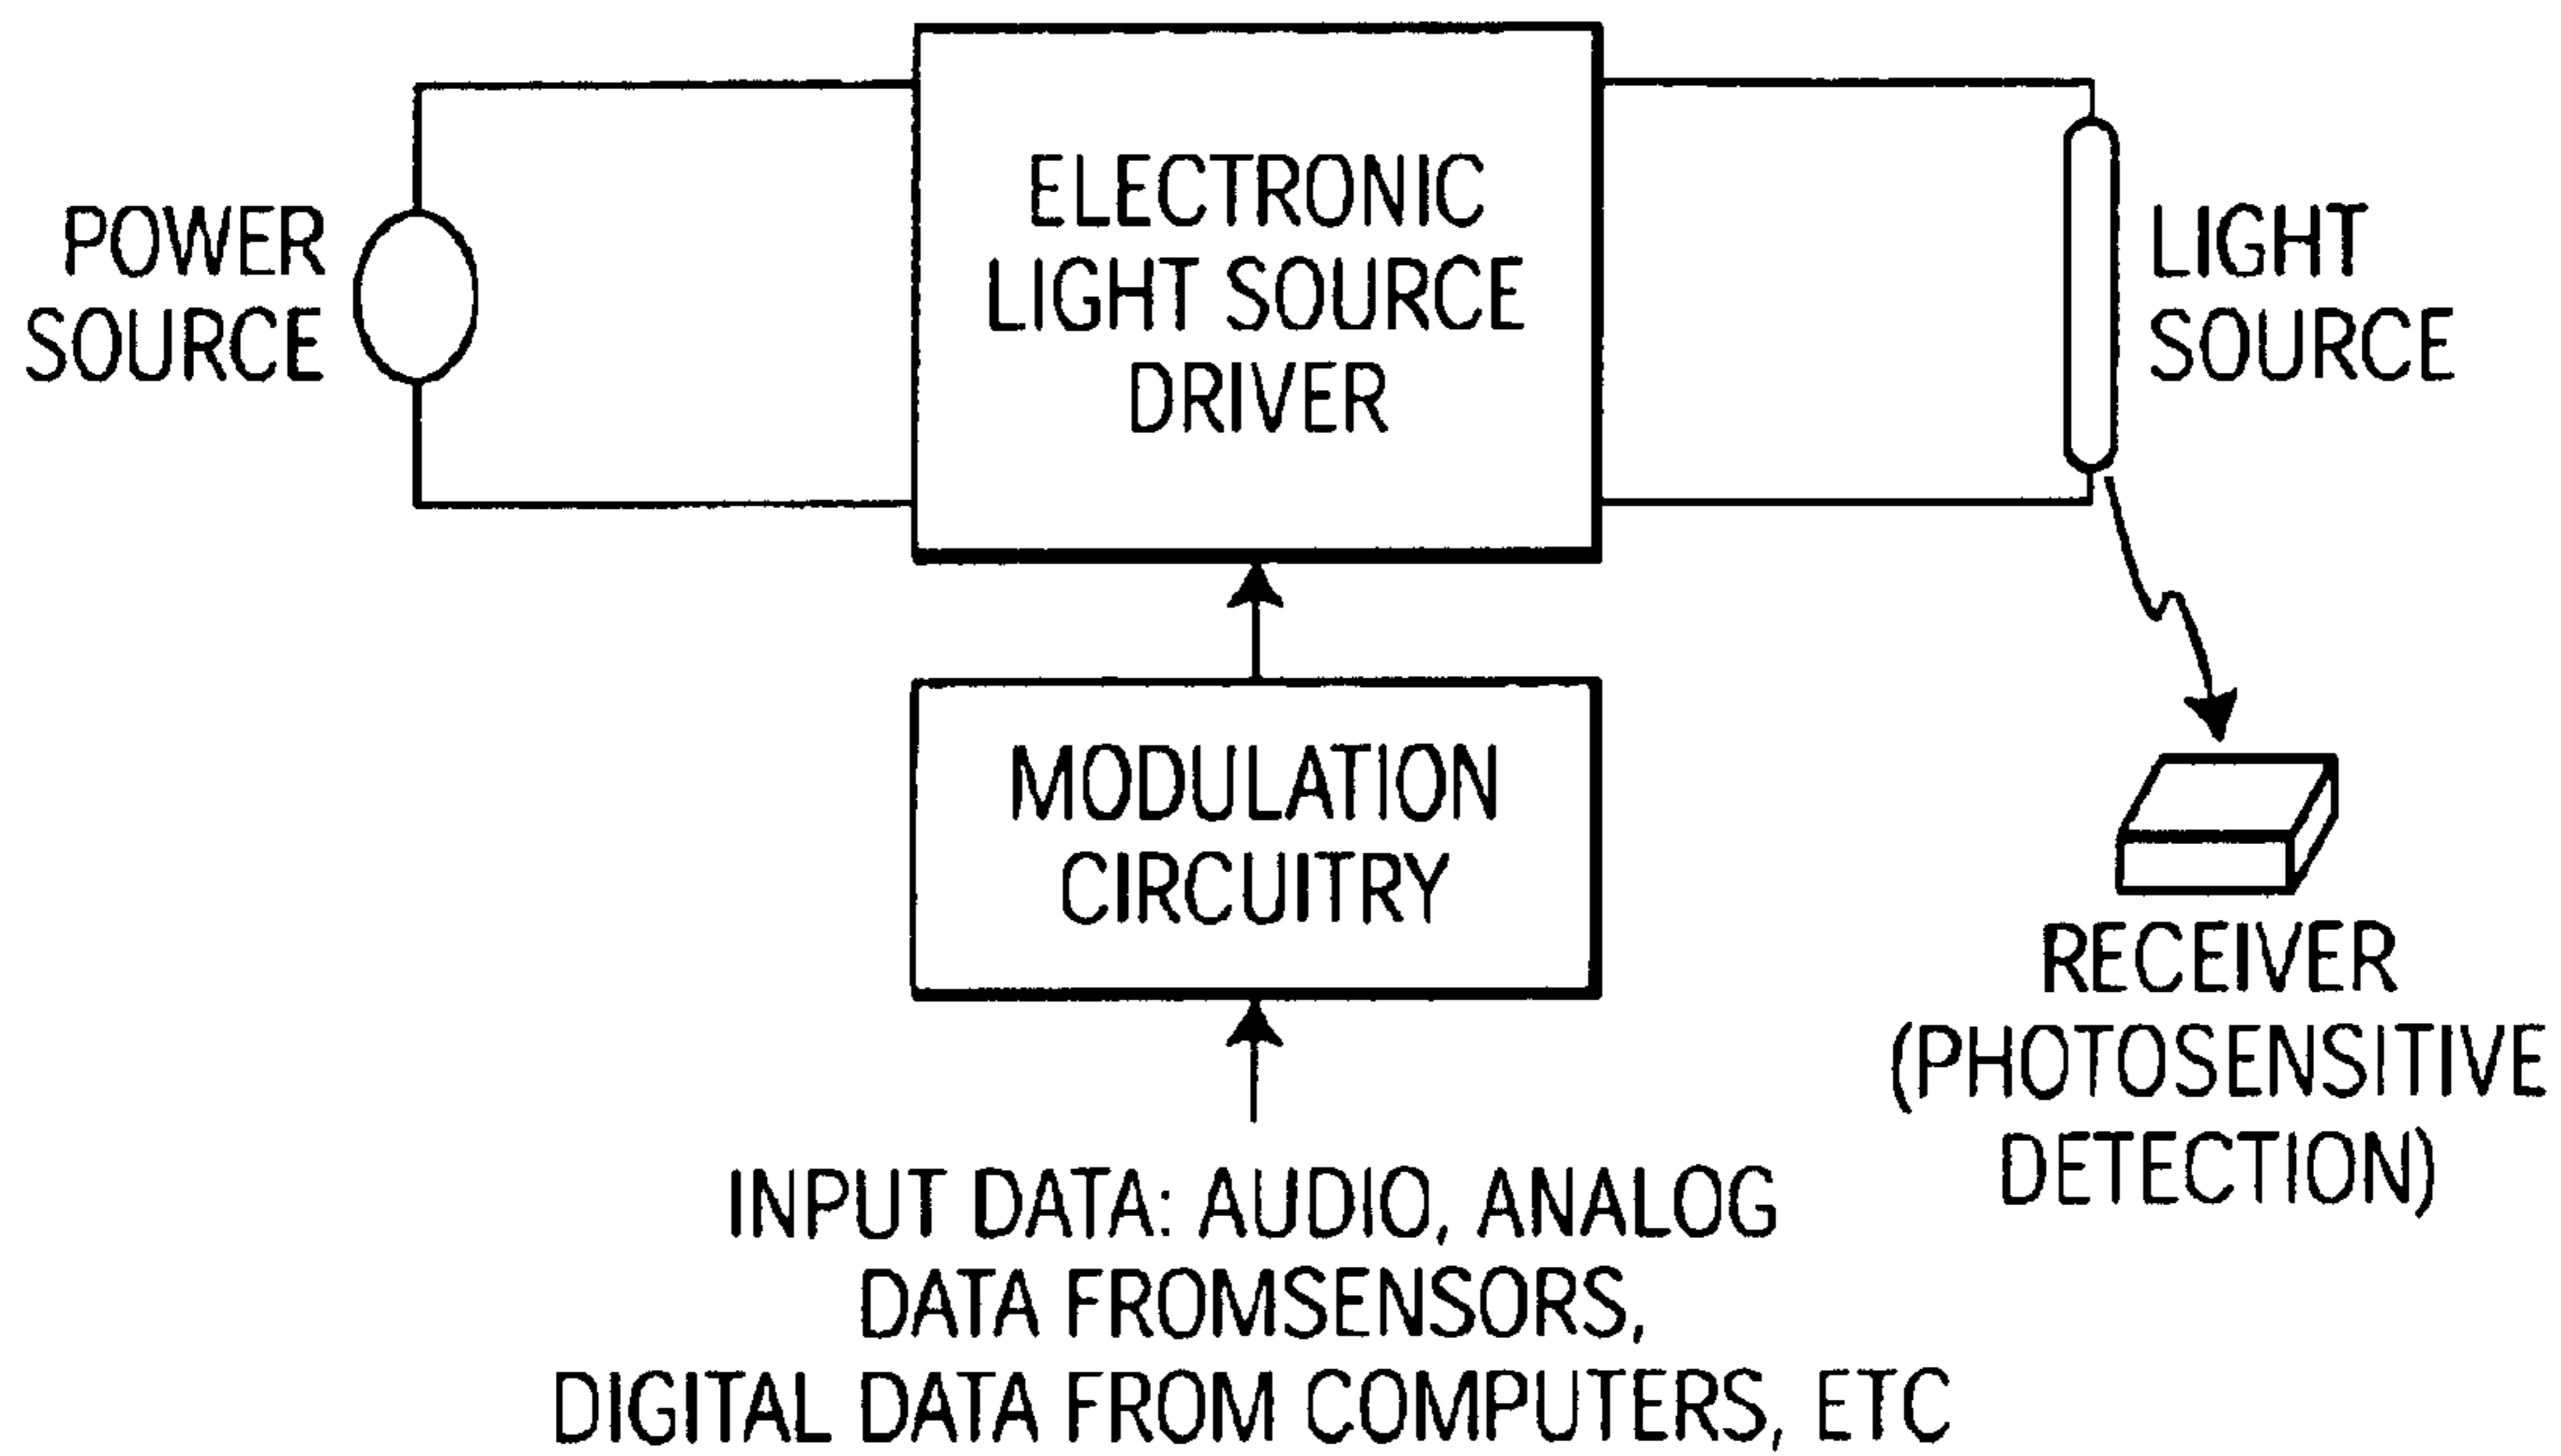 POWER
SOURCE
ELECTRONIC
LIGHT SOURCE
DRIVER
LIGHT
SOURCE
MODULATION
CIRCUITRY
RECEIVER
(PHOTOSENSITIVE
DETECTION)
INPUT DATA: AUDIO, ANALOG
DATA FROMSENSORS,
DIGITAL DATA FROM COMPUTERS, ETC